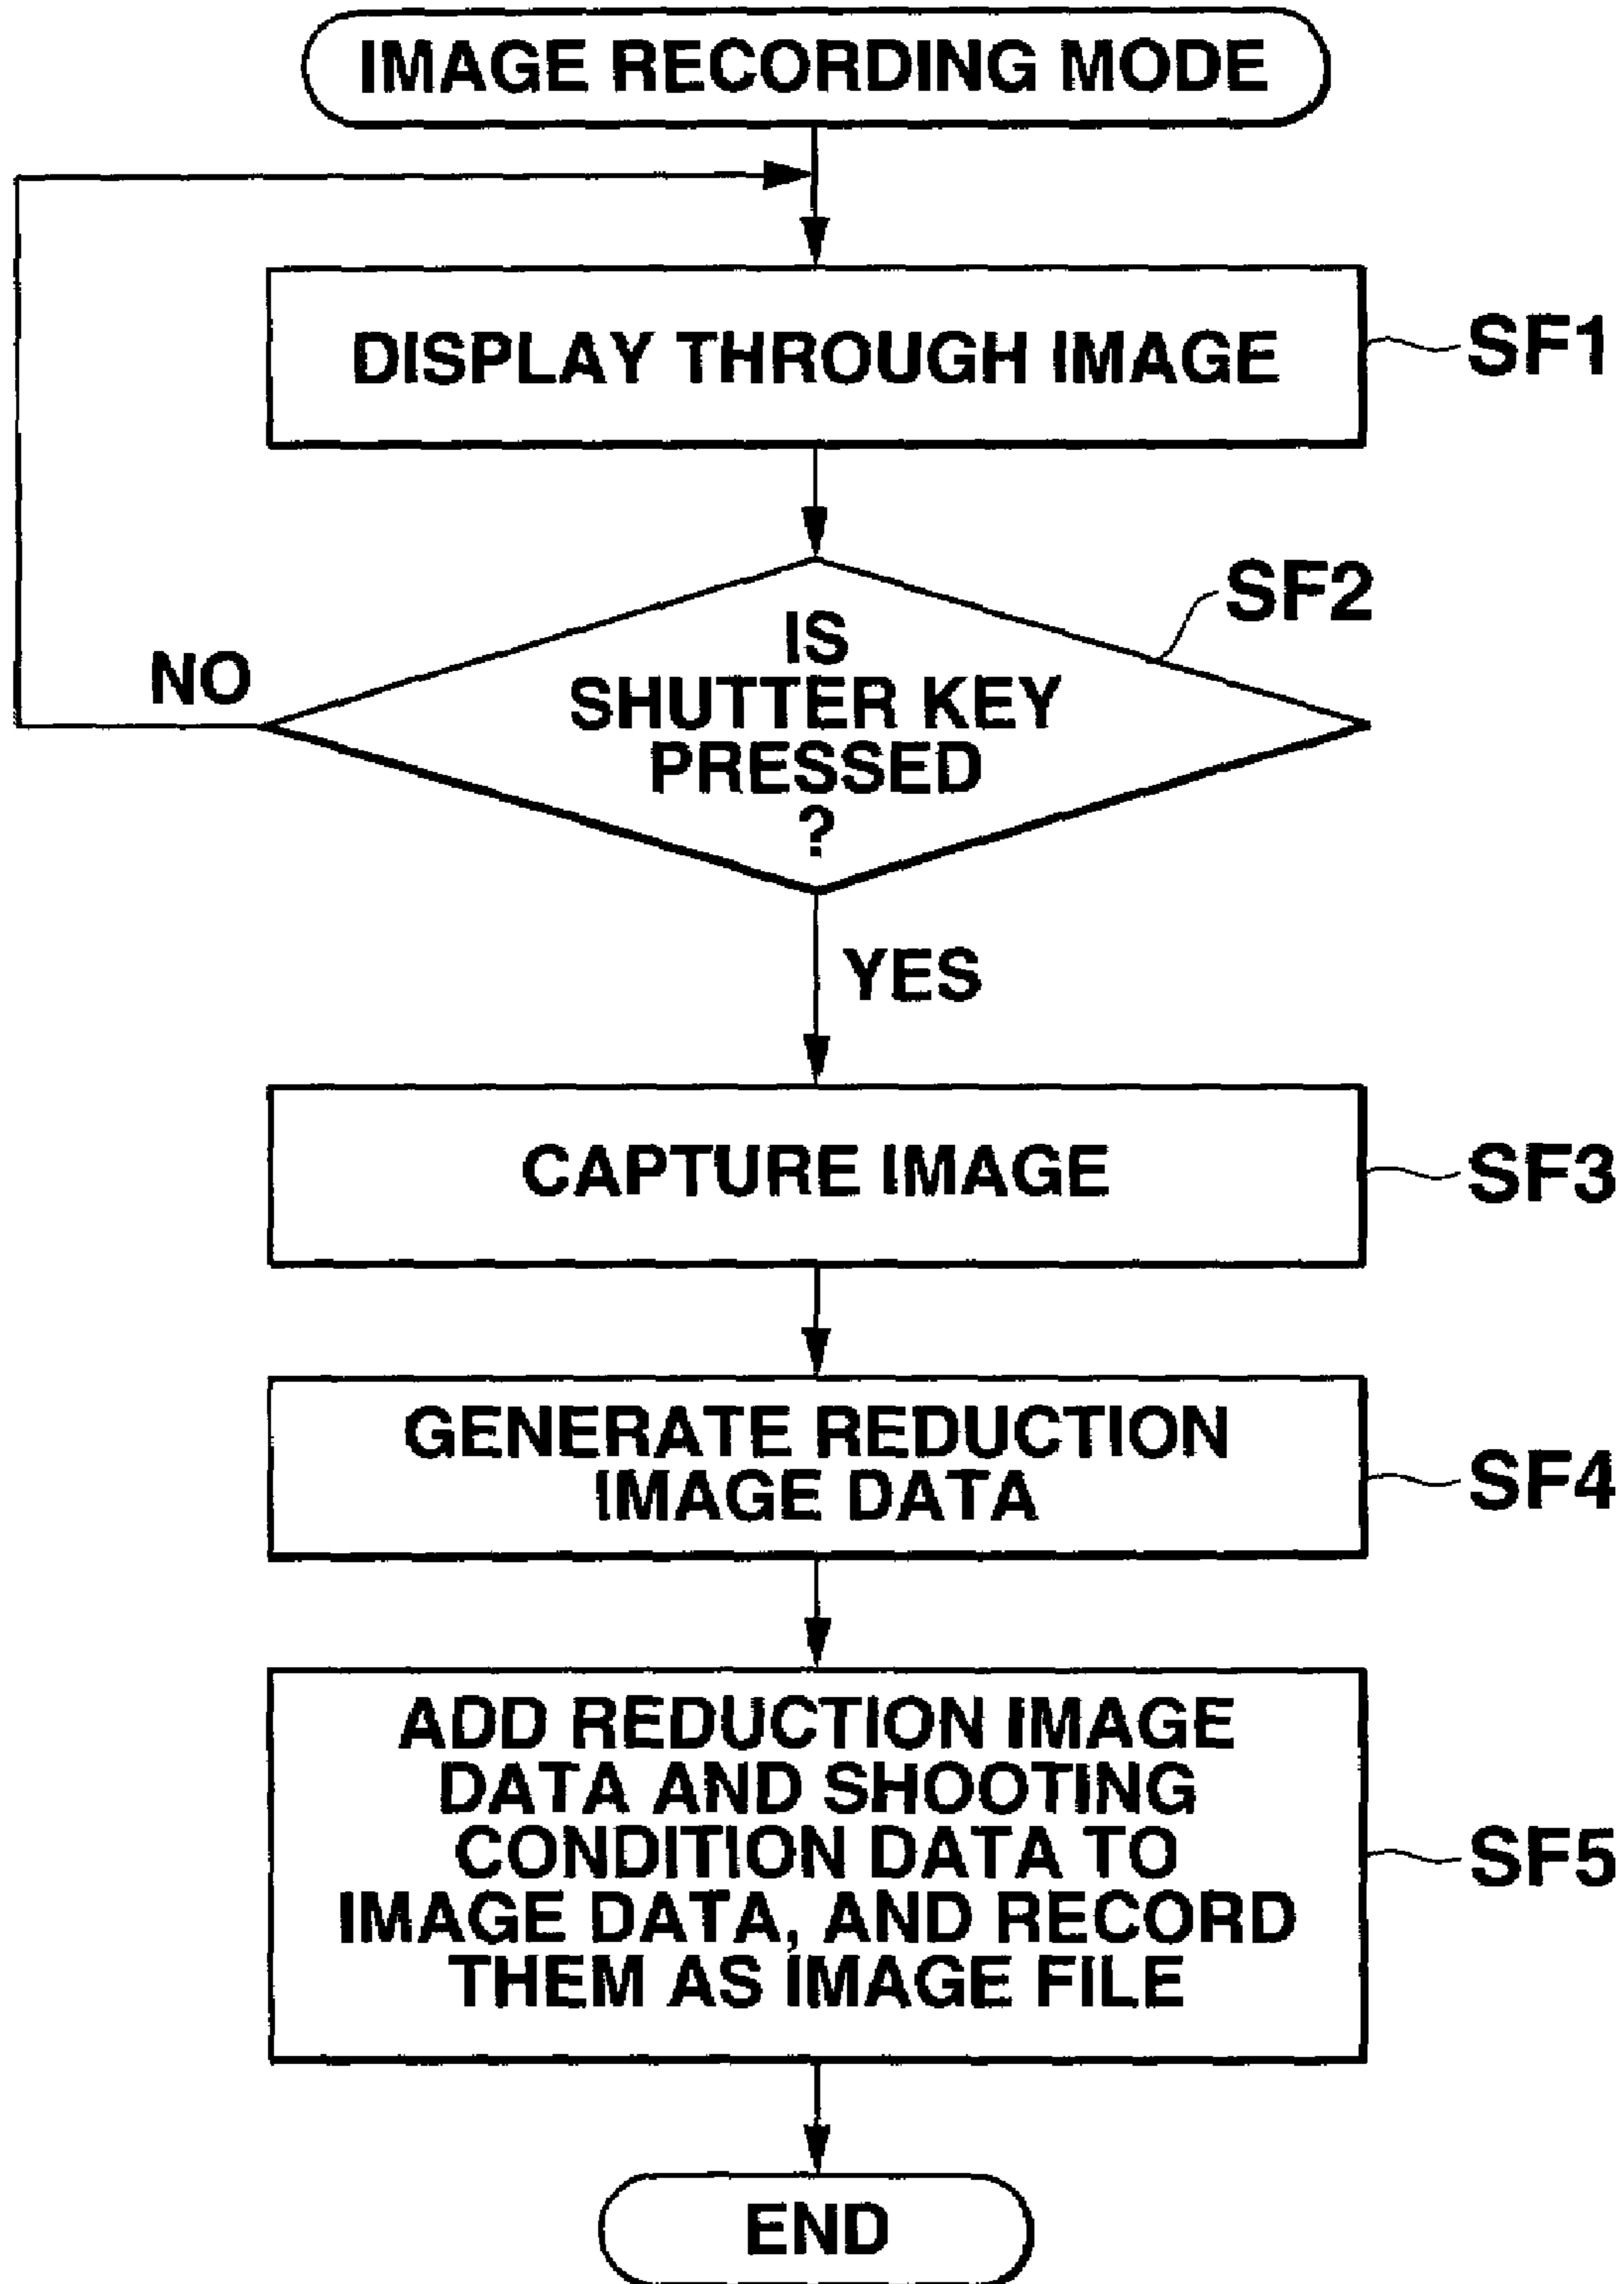 IMAGE RECORDING MODE
DISPLAY THROUGH IMAGE
SF1
SF2
IS
SHUTTER KEY
PRESSED
?
NO
YES
CAPTURE IMAGE
SF3
GENERATE REDUCTION
IMAGE DATA
SF4
ADD REDUCTION IMAGE
DATA AND SHOOTING
CONDITION DATA TO
IMAGE DATA, AND RECORD
THEM AS IMAGE FILE
SF5
END